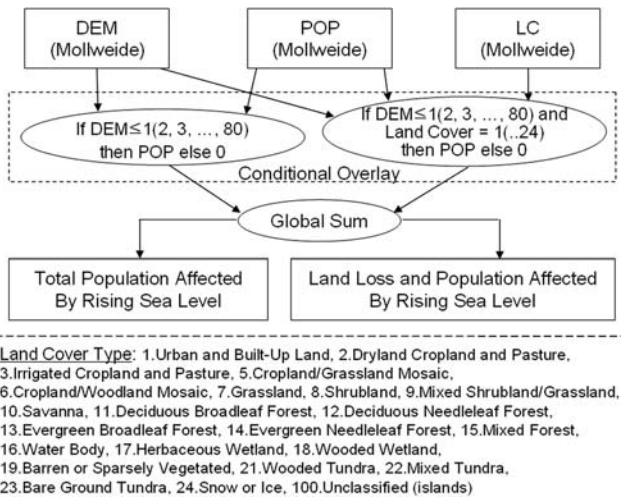 DEM
(Mollweide)
POP
(Mollweide)
LC
(Mollweide)
If DEM≤1(2, 3, ..., 80)
then POP else 0
If DEM≤1(2, 3, ..., 80) and
Land Cover = 1(..24)
then POP else 0
Conditional Overlay
Global Sum
Total Population Affected
By Rising Sea Level
Land Loss and Population Affected
By Rising Sea Level
Land Cover Type: 1.Urban and Built-Up Land, 2.Dryland Cropland and Pasture,
3.Irrigated Cropland and Pasture, 5.Cropland/Grassland Mosaic,
6.Cropland/Woodland Mosaic, 7.Grassland, 8.Shrubland, 9.Mixed Shrubland/Grassland,
10.Savanna, 11.Deciduous Broadleaf Forest, 12.Deciduous Needleleaf Forest,
13.Evergreen Broadleaf Forest, 14.Evergreen Needleleaf Forest, 15.Mixed Forest,
16.Water Body, 17.Herbaceous Wetland, 18.Wooded Wetland,
19.Barren or Sparsely Vegetated, 21.Wooded Tundra, 22.Mixed Tundra,
23.Bare Ground Tundra, 24.Snow or Ice, 100.Unclassified (islands)